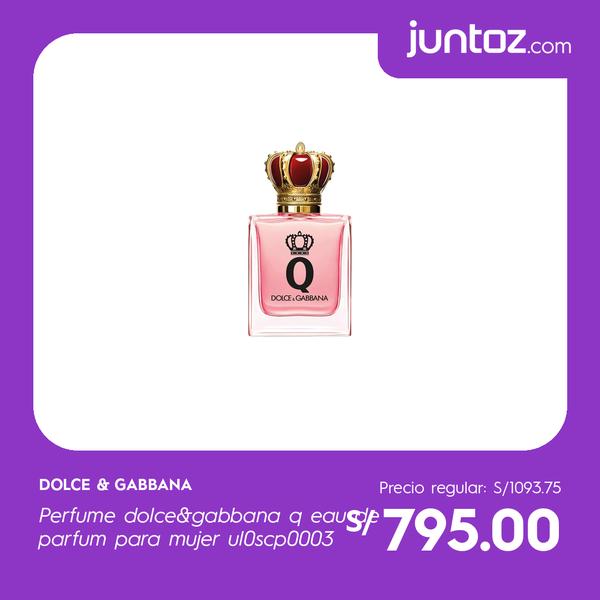 juntoz.com
Q
DOLCE & GABBANA
DOLCE & GABBANA
Perfume dolce&gabbana q eau de
parfum para mujer ul0scp0003
Precio regular: S/1093.75
S/795.00